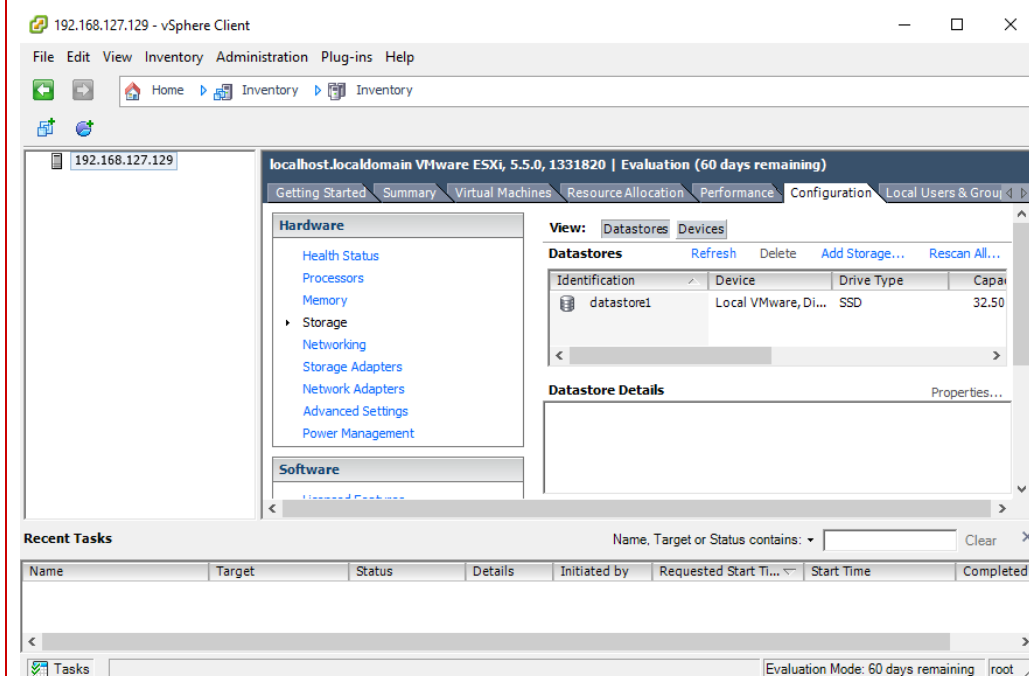 192.168.127.129 - vSphere Client
File Edit View Inventory Administration Plug-ins Help
Home Inventory Inventory
192.168.127.129
localhost.localdomain VMware ESXi, 5.5.0, 1331820 | Evaluation (60 days remaining)
Getting Started Summary Virtual Machines Resource Allocation Performance Configuration Local Users & Grou
Hardware
Health Status
Processors
Memory
Storage
Networking
Storage Adapters
Network Adapters
Advanced Settings
Power Management
Software
Licensed Features
View: Datastores Devices
Datastores Refresh Delete Add Storage... Rescan All...
Identification Device Drive Type Capa
datastore1 Local VMware, Di... SSD 32.50
Datastore Details Properties...
Recent Tasks Name, Target or Status contains: Clear
Name Target Status Details Initiated by Requested Start Ti... Start Time Completed
Tasks Evaluation Mode: 60 days remaining root